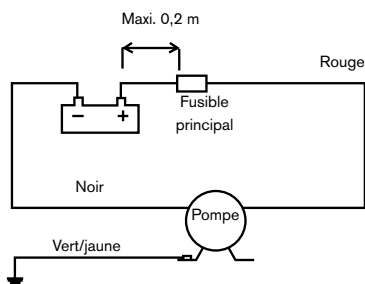 Maxi. 0,2 m
Rouge
− +
Fusible
principal
Noir
Pompe
Vert/jaune